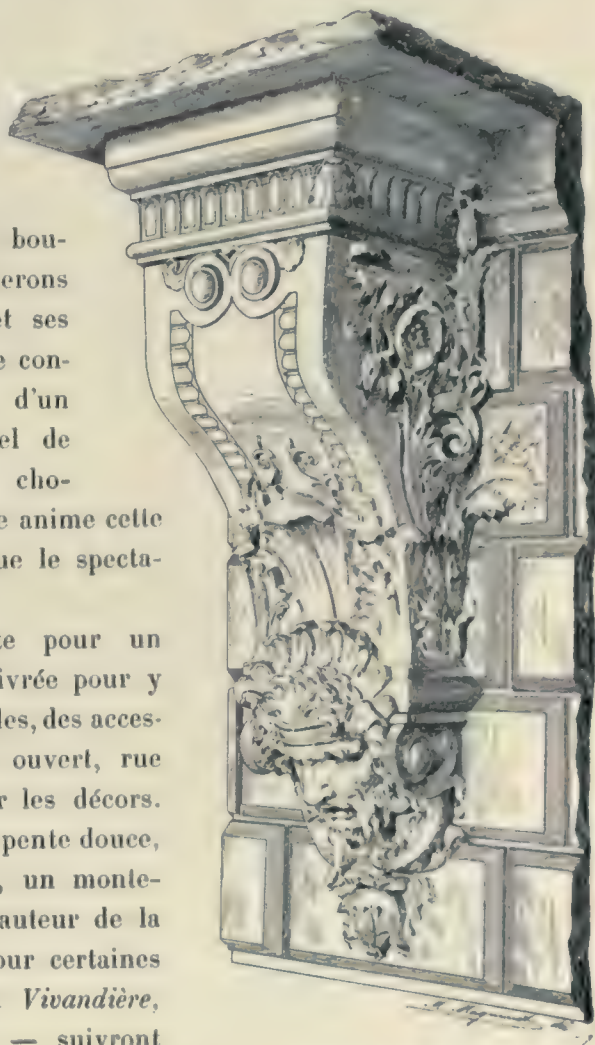 bou-
erons
et ses
e con-
d'un
el de
cho-
e anime cette
ue le specta-
te pour un
ivrée pour y
les, des acces-
ouvert, rue
r les décors.
pente douce,
, un monte-
auteur de la
our certaines
Vivandière,
— suivront